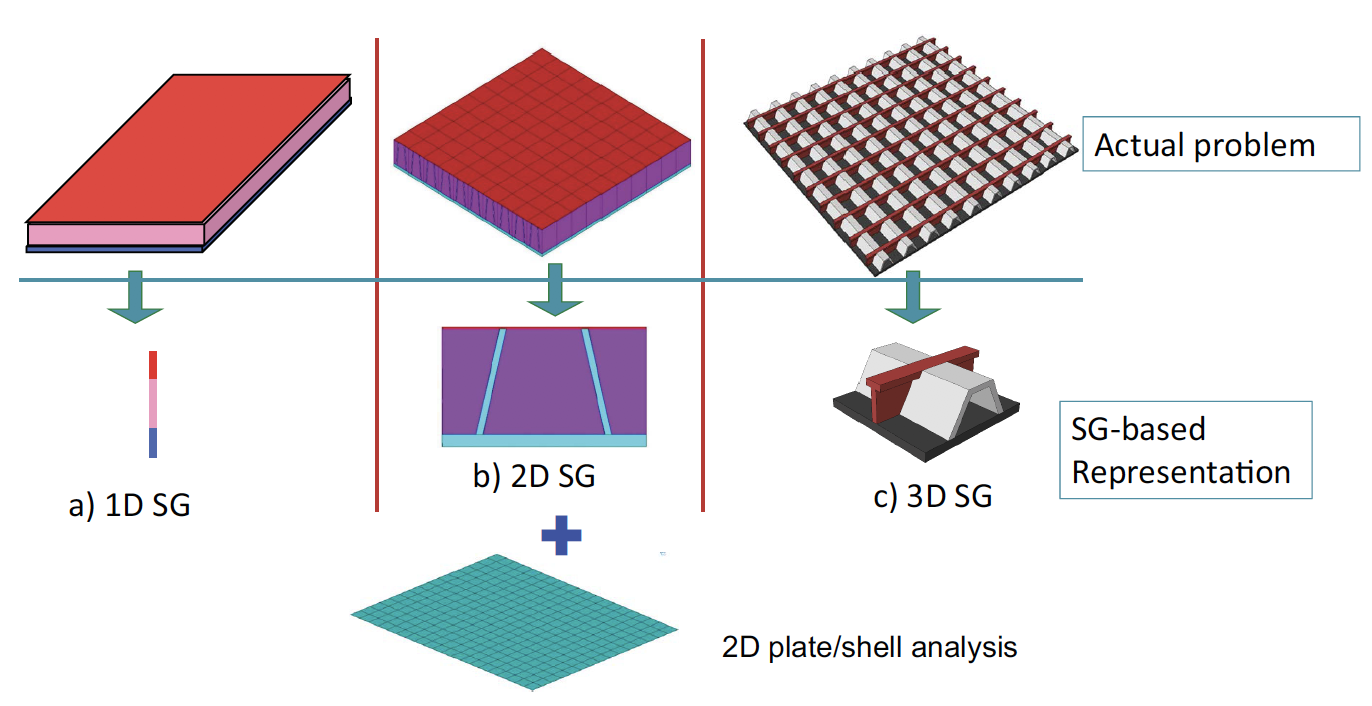 Actual problem
SG-based
Representation
a) 1D SG
b) 2D SG
c) 3D SG
2D plate/shell analysis